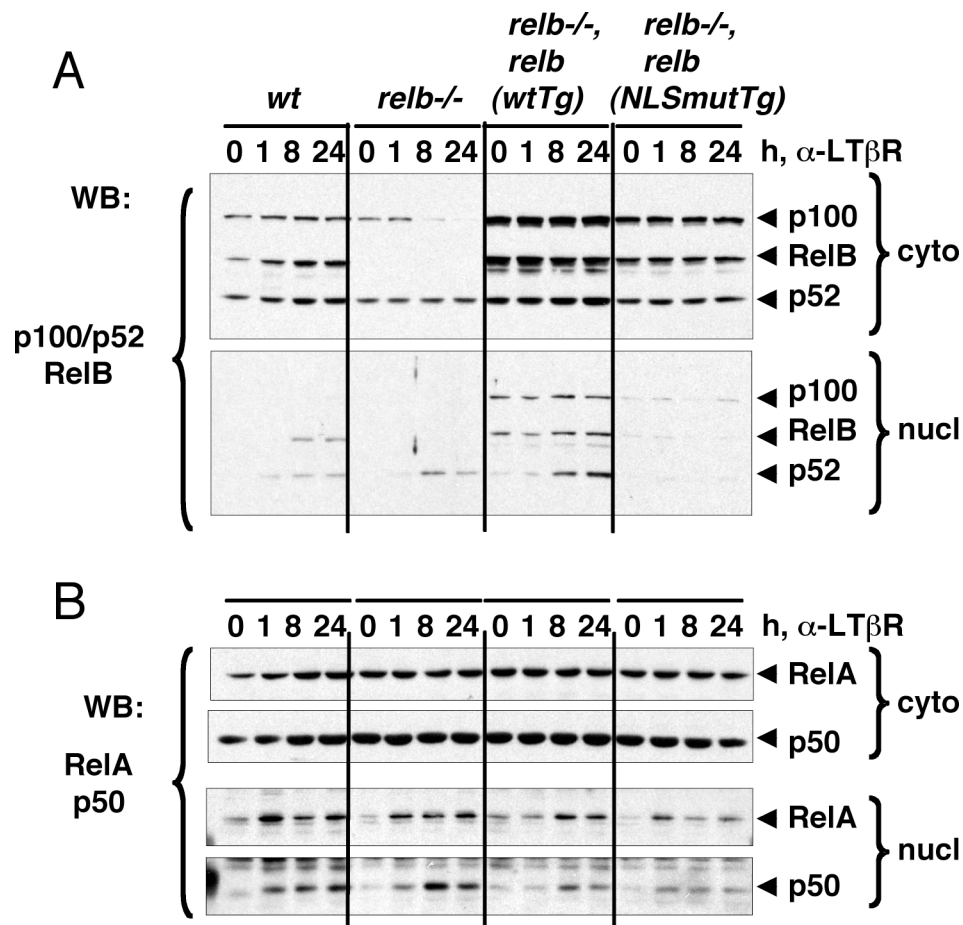 A
wt
relb-/-
relb-/-,
relb
(wtTg)
relb-/-,
relb
(NLSmutTg)
0 1 8 24 0 1 8 24 0 1 8 24 0 1 8 24 h, α-LTβR
WB:
p100/p52
RelB
p100
RelB
p52
cyto
p100
RelB
p52
nucl
B
0 1 8 24 0 1 8 24 0 1 8 24 0 1 8 24 h, α-LTβR
WB:
RelA
p50
RelA
p50
cyto
RelA
p50
nucl